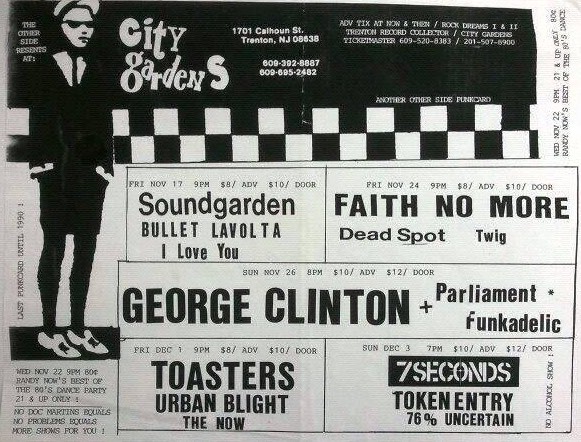 THE
OTHER
SIDE
RESENTS
AT:
City
Gardens
1701 Calhoun St.
Trenton, NJ 08638
609-392-8887
609-695-2482
ADV TIX AT NOW & THEN / ROCK DREAMS I & II
TRENTON RECORD COLLECTOR / CITY GARDENS
TICKETMASTER 609-520-8383 / 201-507-8900
ANOTHER OTHER SIDE PUNKCARD
WED NOV 22 9PM 21 & UP ONLY 80¢
RANDY NOW'S BEST OF THE 80'S DANCE
LAST PUNKCARD UNTIL 1990 !
FRI NOV 17 9PM $8/ ADV $10/ DOOR
Soundgarden
BULLET LAVOLTA
I Love You
FRI NOV 24 9PM $8/ ADV $10/ DOOR
FAITH NO MORE
Dead Spot Twig
SUN NOV 26 8PM $10/ ADV $12/ DOOR
GEORGE CLINTON + Parliament *
Funkadelic
FRI DEC 1 9PM $8/ ADV $10/ DOOR
TOASTERS
URBAN BLIGHT
THE NOW
SUN DEC 3 7PM $10/ ADV $12/ DOOR
7SECONDS
TOKEN ENTRY
76% UNCERTAIN
NO ALCOHOL SHOW !
WED NOV 22 9PM 80¢
RANDY NOW'S BEST OF
THE 80'S DANCE PARTY
21 & UP ONLY !
NO DOC MARTINS EQUALS
NO PROBLEMS EQUALS
MORE SHOWS FOR YOU !